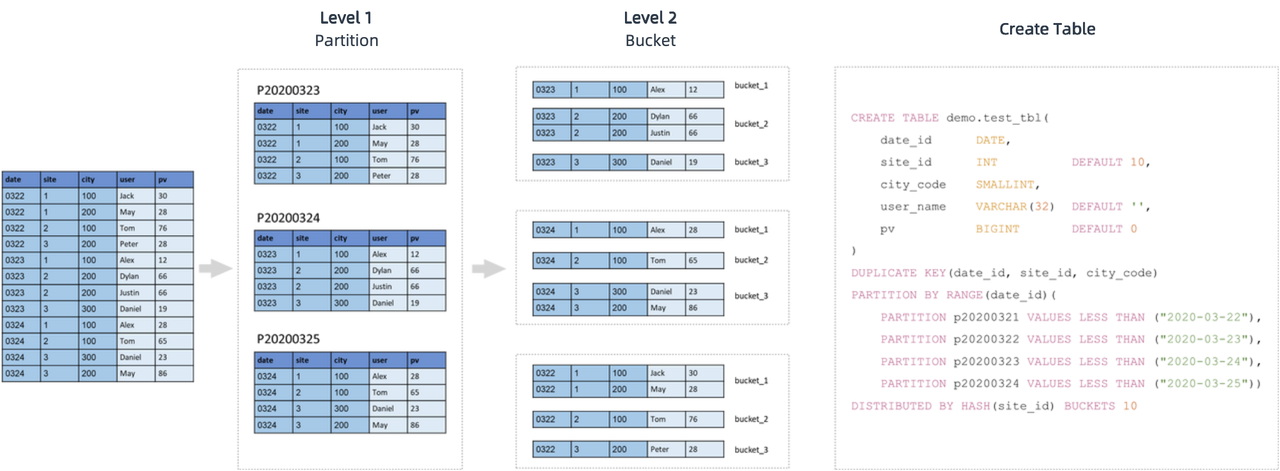 Level 1
Partition
Level 2
Bucket
Create Table
date site city user pv
0322 1 100 Jack 30
0322 1 200 May 28
0322 2 100 Tom 76
0322 3 200 Peter 28
0323 1 100 Alex 12
0323 2 200 Dylan 66
0323 2 200 Justin 66
0323 3 300 Daniel 19
0324 1 100 Alex 28
0324 2 100 Tom 65
0324 3 300 Daniel 23
0324 3 200 May 86
P20200323
date site city user pv
0322 1 100 Jack 30
0322 1 200 May 28
0322 2 100 Tom 76
0322 3 200 Peter 28
P20200324
date site city user pv
0323 1 100 Alex 12
0323 2 200 Dylan 66
0323 2 200 Justin 66
0323 3 300 Daniel 19
P20200325
date site city user pv
0324 1 100 Alex 28
0324 2 100 Tom 65
0324 3 300 Daniel 23
0324 3 200 May 86
0323 1 100 Alex 12 bucket_1
0323 2 200 Dylan 66
0323 2 200 Justin 66
bucket_2
0323 3 300 Daniel 19 bucket_3
0324 1 100 Alex 28 bucket_1
0324 2 100 Tom 65 bucket_2
0324 3 300 Daniel 23
0324 3 200 May 86
bucket_3
0322 1 100 Jack 30
0322 1 200 May 28
bucket_1
0322 2 100 Tom 76 bucket_2
0322 3 200 Peter 28 bucket_3
CREATE TABLE demo.test_tbl(
date_id DATE,
site_id INT DEFAULT 10,
city_code SMALLINT,
user_name VARCHAR(32) DEFAULT '',
pv BIGINT DEFAULT 0
)
DUPLICATE KEY(date_id, site_id, city_code)
PARTITION BY RANGE(date_id)(
PARTITION p20200321 VALUES LESS THAN ("2020-03-22"),
PARTITION p20200322 VALUES LESS THAN ("2020-03-23"),
PARTITION p20200323 VALUES LESS THAN ("2020-03-24"),
PARTITION p20200324 VALUES LESS THAN ("2020-03-25"))
DISTRIBUTED BY HASH(site_id) BUCKETS 10